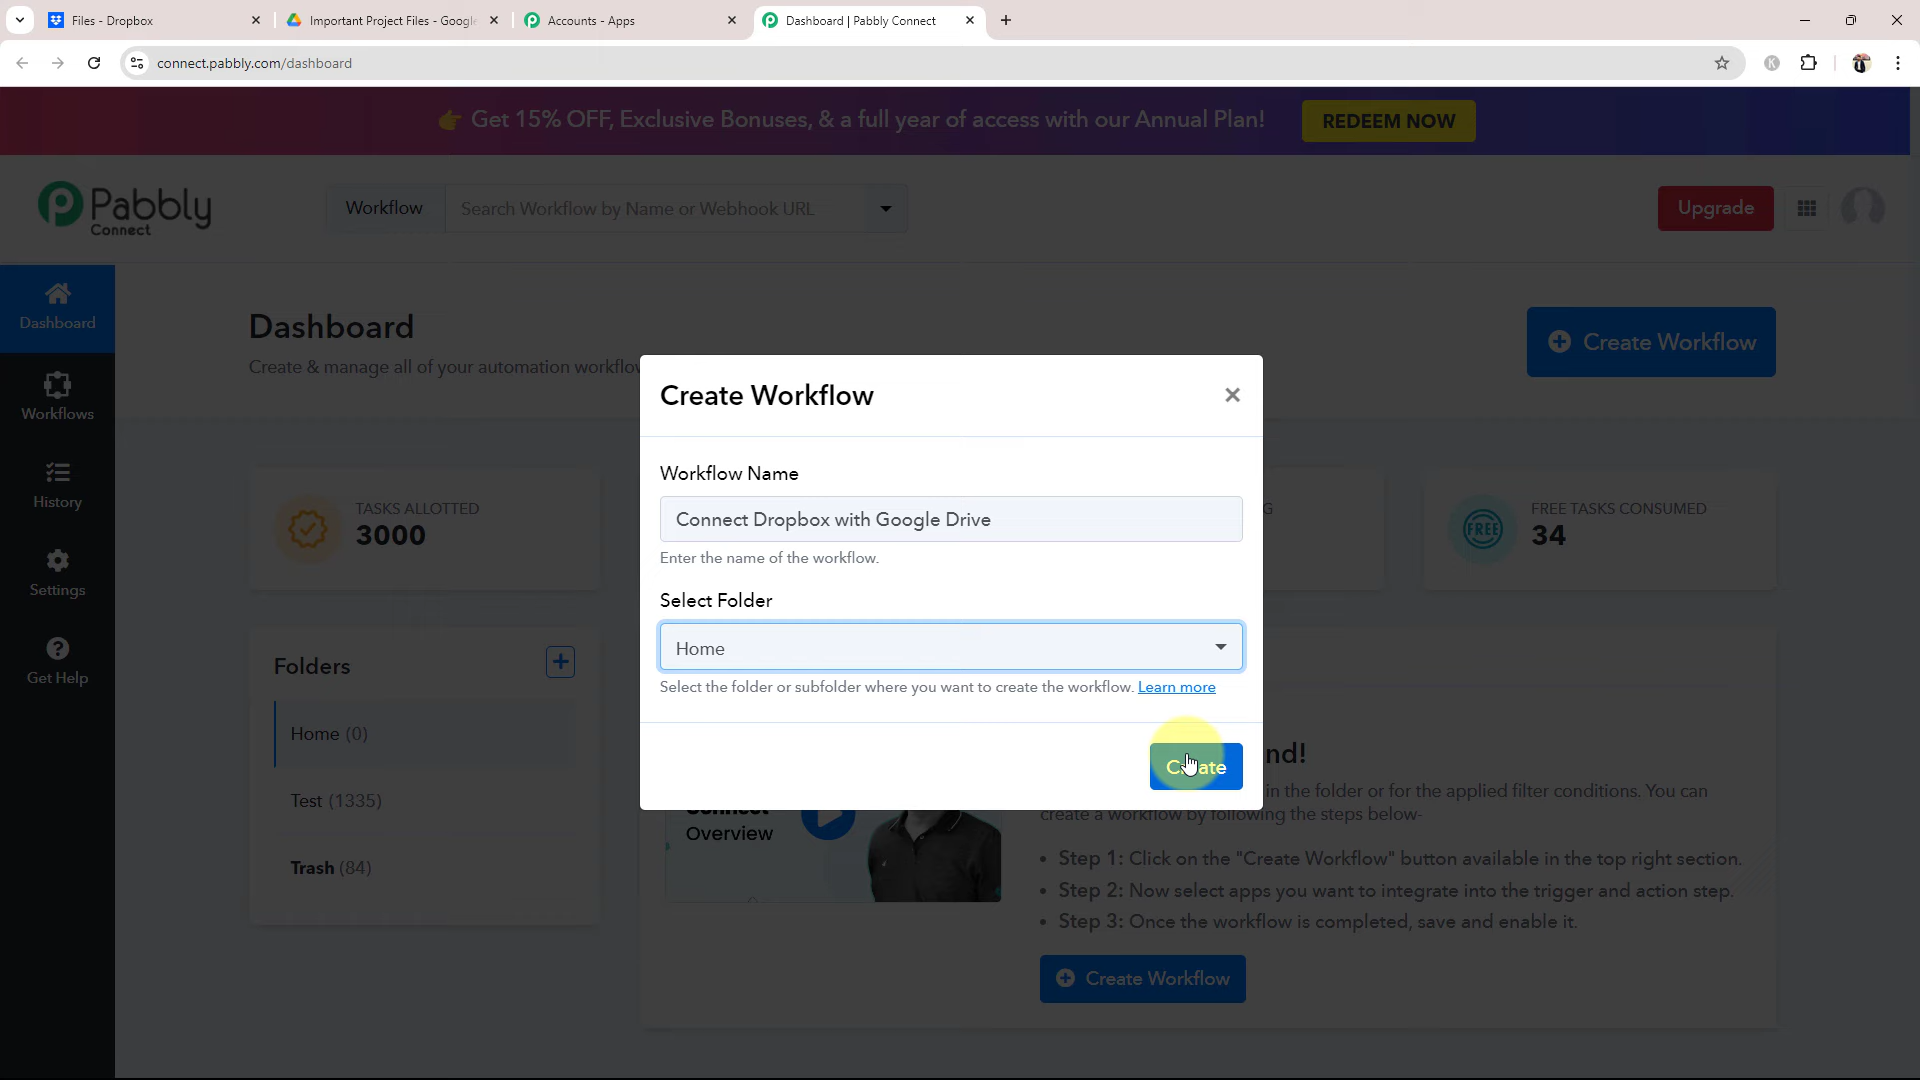 Files - Dropbox
Important Project Files - Google
Accounts - Apps
Dashboard | Pabbly Connect
connect.pabbly.com/dashboard
K
Get 15% OFF, Exclusive Bonuses, & a full year of access with our Annual Plan!
REDEEM NOW
Pabbly
Connect
Workflow
Search Workflow by Name or Webhook URL
Upgrade
Dashboard
Workflows
History
Settings
Get Help
Dashboard
Create & manage all of your automation workflow
Create Workflow
TASKS ALLOTTED
3000
G
FREE
FREE TASKS CONSUMED
34
Folders
Home (0)
Test (1335)
Trash (84)
Create Workflow
Workflow Name
Connect Dropbox with Google Drive
Enter the name of the workflow.
Select Folder
Home
Select the folder or subfolder where you want to create the workflow. Learn more
Create
nd!
in the folder or for the applied filter conditions. You can
create a workflow by following the steps below-
Connect
Overview
• Step 1: Click on the "Create Workflow" button available in the top right section.
• Step 2: Now select apps you want to integrate into the trigger and action step.
• Step 3: Once the workflow is completed, save and enable it.
Create Workflow